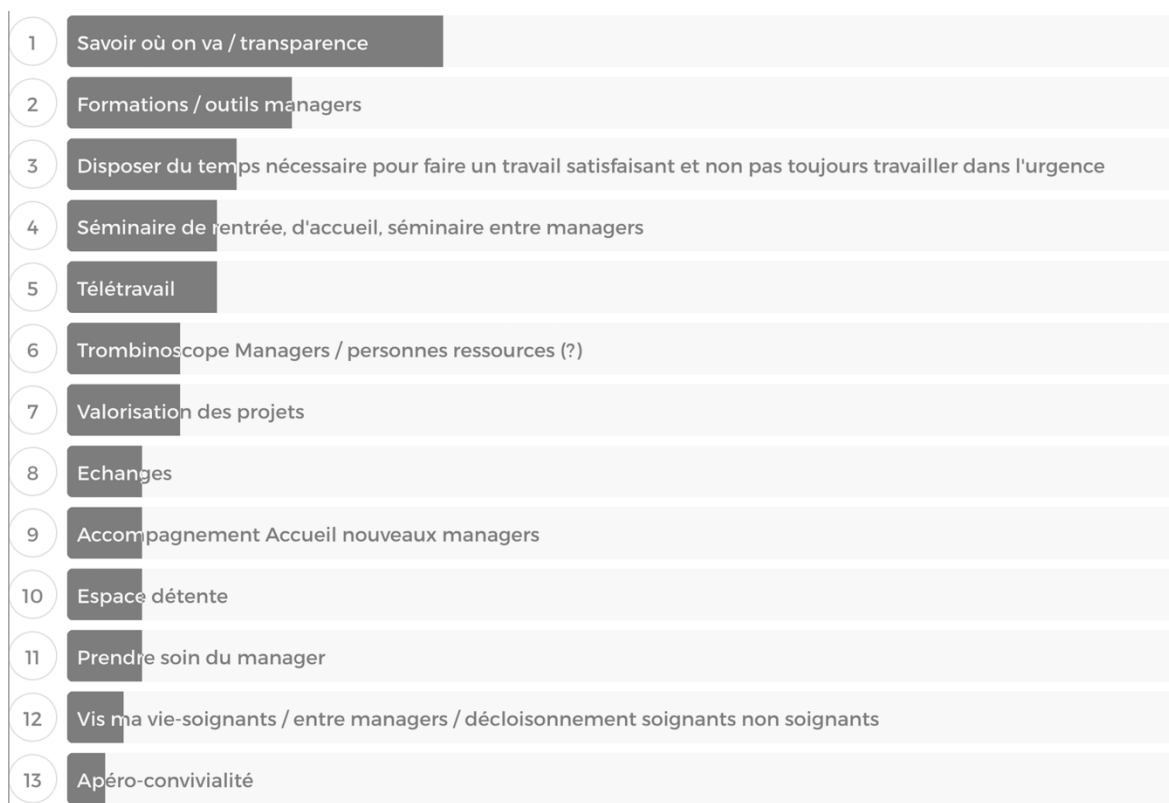 1 Savoir où on va / transparence
2 Formations / outils managers
3 Disposer du temps nécessaire pour faire un travail satisfaisant et non pas toujours travailler dans l'urgence
4 Séminaire de rentrée, d'accueil, séminaire entre managers
5 Télétravail
6 Trombinoscope Managers / personnes ressources (?)
7 Valorisation des projets
8 Echanges
9 Accompagnement Accueil nouveaux managers
10 Espace détente
11 Prendre soin du manager
12 Vis ma vie-soignants / entre managers / décloisonnement soignants non soignants
13 Apéro-convivialité